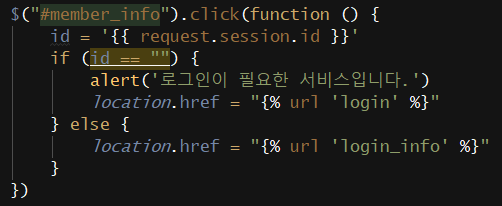 $("#member_info").click(function () {
    id = '{{ request.session.id }}'
    if (id == "") {
        alert('로그인이 필요한 서비스입니다.')
        location.href = "{% url 'login' %}"
    } else {
        location.href = "{% url 'login_info' %}"
    }
})